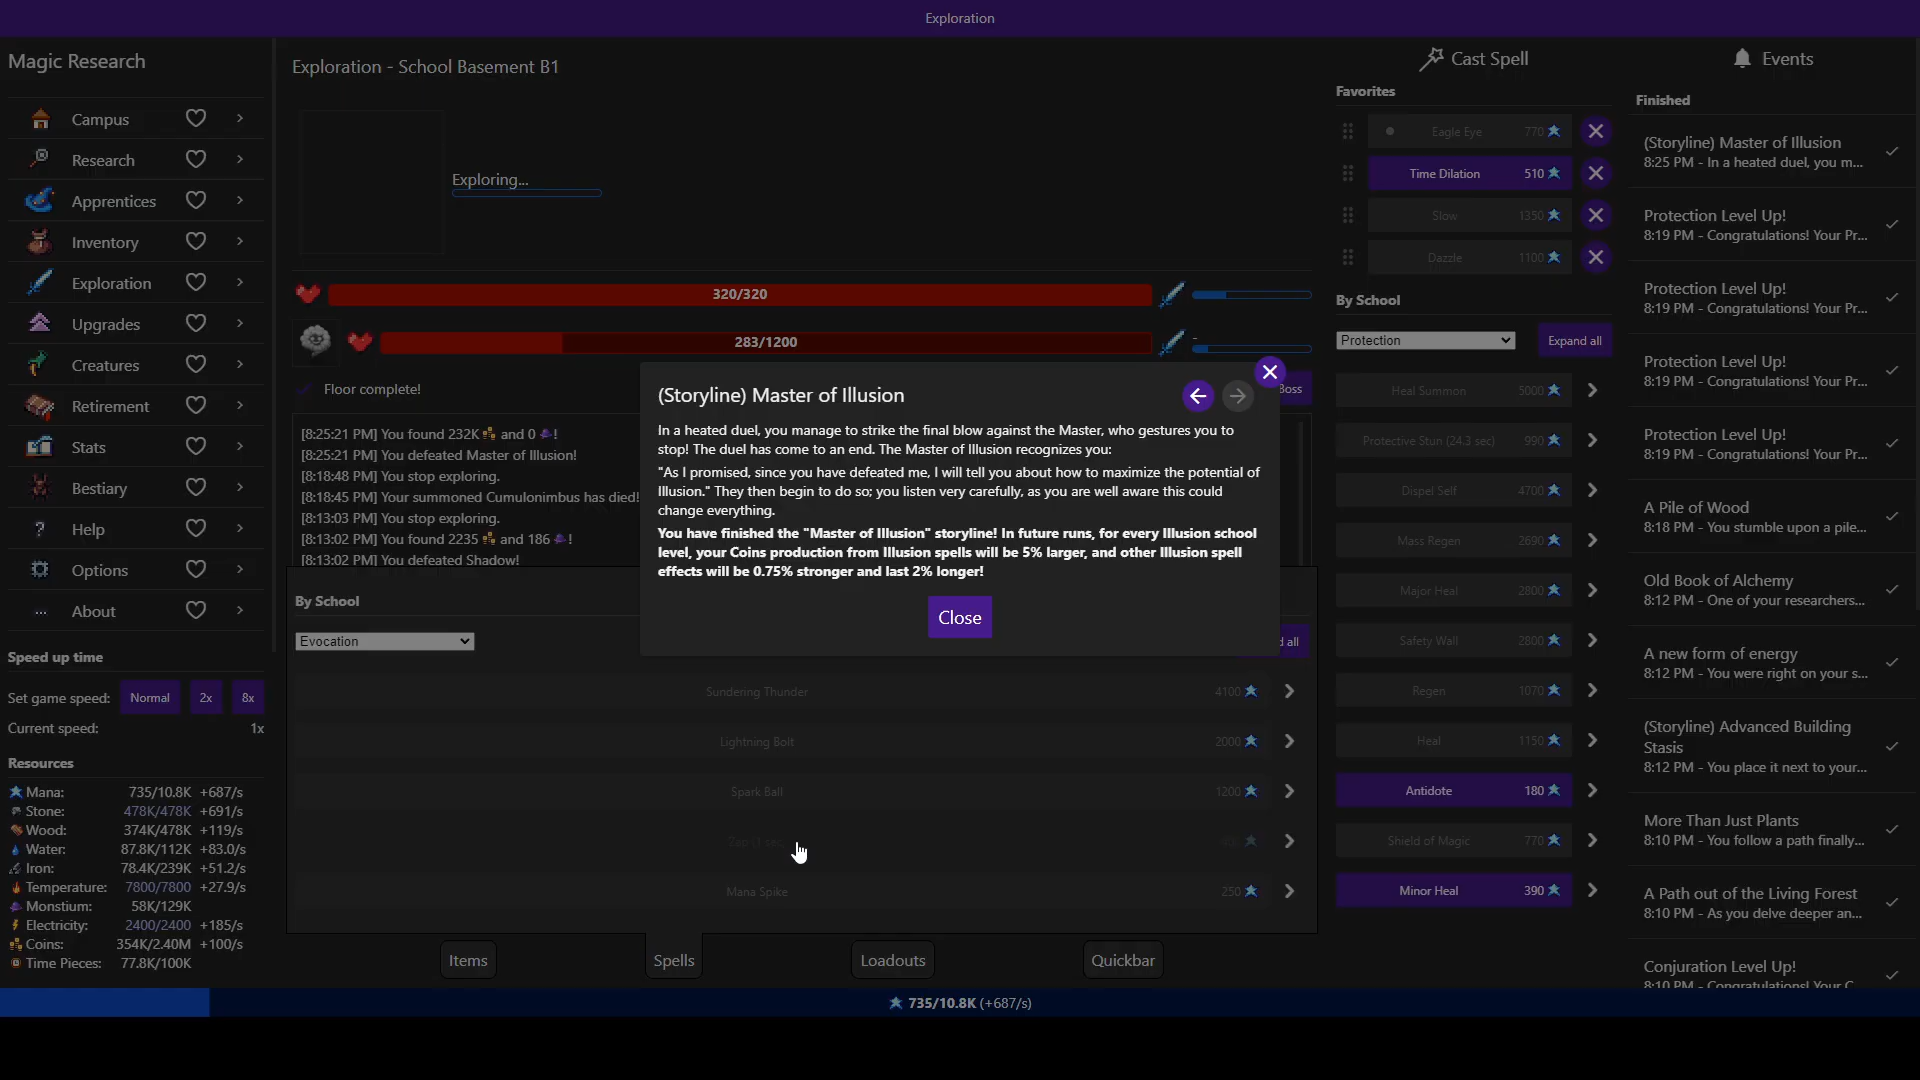 Exploration
Magic Research
Campus
Research
Apprentices
Inventory
Exploration
Upgrades
Creatures
Retirement
Stats
Bestiary
Help
Options
About
Speed up time
Set game speed: Normal 2x 8x
Current speed: 1x
Resources
Mana: 735/10.8K +687/s
Stone: 478K/478K +691/s
Wood: 374K/478K +119/s
Water: 87.8K/112K +83.0/s
Iron: 78.4K/239K +51.2/s
Temperature: 7800/7800 +27.9/s
Monstium: 58K/129K
Electricity: 2400/2400 +185/s
Coins: 354K/2.40M +100/s
Time Pieces: 77.8K/100K
Exploration - School Basement B1
Exploring...
320/320
283/1200
-
Floor complete!
Boss
[8:25:21 PM] You found 232K and 0 !
[8:25:21 PM] You defeated Master of Illusion!
[8:18:48 PM] You stop exploring.
[8:18:45 PM] Your summoned Cumulonimbus has died!
[8:13:03 PM] You stop exploring.
[8:13:02 PM] You found 2235 and 186 !
[8:13:02 PM] You defeated Shadow!
(Storyline) Master of Illusion
In a heated duel, you manage to strike the final blow against the Master, who gestures you to
stop! The duel has come to an end. The Master of Illusion recognizes you:
"As I promised, since you have defeated me, I will tell you about how to maximize the potential of
Illusion." They then begin to do so; you listen very carefully, as you are well aware this could
change everything.
You have finished the "Master of Illusion" storyline! In future runs, for every Illusion school
level, your Coins production from Illusion spells will be 5% larger, and other Illusion spell
effects will be 0.75% stronger and last 2% longer!
Close
By School
Evocation
all
Sundering Thunder 4100
Lightning Bolt 2000
Spark Ball 1200
Zap (1 sec)
Mana Spike 250
Items
Spells
Loadouts
Quickbar
735/10.8K (+687/s)
Cast Spell
Favorites
Eagle Eye 770
Time Dilation 510
Slow 1350
Dazzle 1100
By School
Protection
Expand all
Heal Summon 5000
Protective Stun (24.3 sec) 990
Dispel Self 4700
Mass Regen 2690
Major Heal 2800
Safety Wall 2800
Regen 1070
Heal 1150
Antidote 180
Shield of Magic 770
Minor Heal 390
Events
Finished
(Storyline) Master of Illusion
8:25 PM - In a heated duel, you m...
Protection Level Up!
8:19 PM - Congratulations! Your Pr...
Protection Level Up!
8:19 PM - Congratulations! Your Pr...
Protection Level Up!
8:19 PM - Congratulations! Your Pr...
Protection Level Up!
8:19 PM - Congratulations! Your Pr...
A Pile of Wood
8:18 PM - You stumble upon a pile...
Old Book of Alchemy
8:12 PM - One of your researchers...
A new form of energy
8:12 PM - You were right on your s...
(Storyline) Advanced Building
Stasis
8:12 PM - You place it next to your...
More Than Just Plants
8:10 PM - You follow a path finally...
A Path out of the Living Forest
8:10 PM - As you delve deeper an...
Conjuration Level Up!
8:10 PM - Congratulations! Your C...